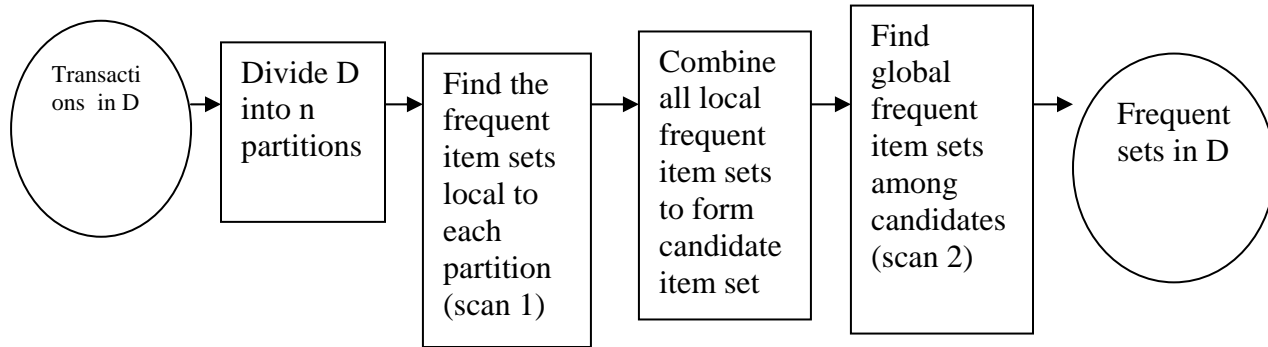 Transacti
ons in D
Divide D
into n
partitions
Find the
frequent
item sets
local to
each
partition
(scan 1)
Combine
all local
frequent
item sets
to form
candidate
item set
Find
global
frequent
item sets
among
candidates
(scan 2)
Frequent
sets in D